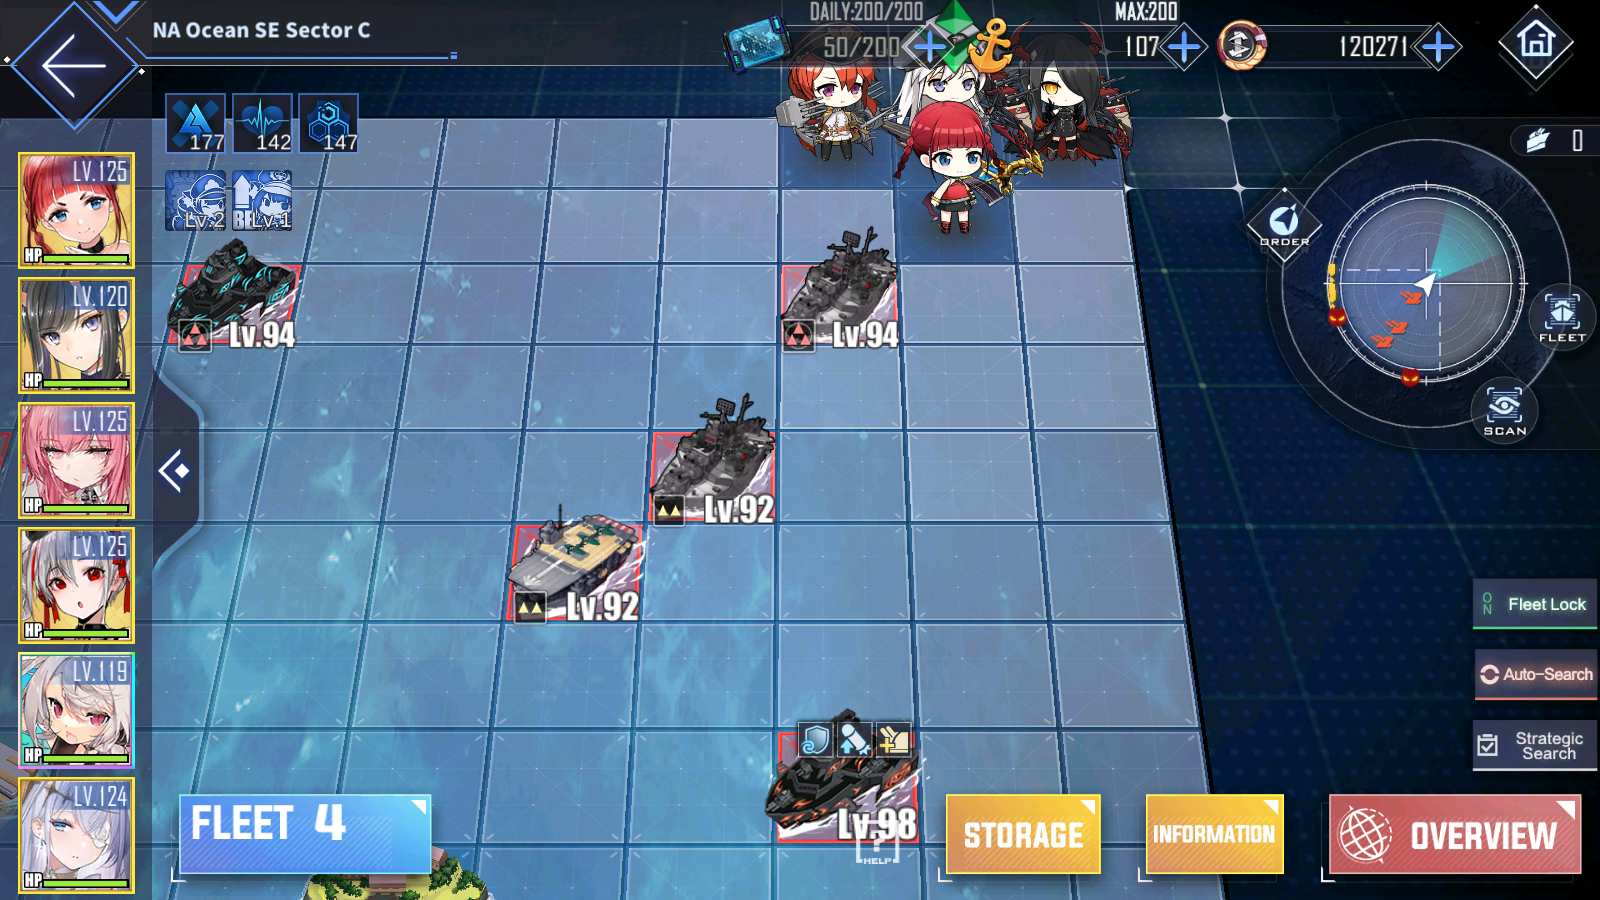 NA Ocean SE Sector C
DAILY:200/200
50/200
MAX:200
107
120271
177
142
147
Lv.2
BE Lv.1
LV.125
HP
LV.120
HP
LV.125
HP
LV.125
HP
LV.119
HP
LV.124
HP
Lv.94
Lv.94
Lv.92
Lv.92
Lv.98
HELP
ORDER
FLEET
SCAN
0
ON
Fleet Lock
Auto-Search
Strategic
Search
FLEET 4
STORAGE
INFORMATION
OVERVIEW